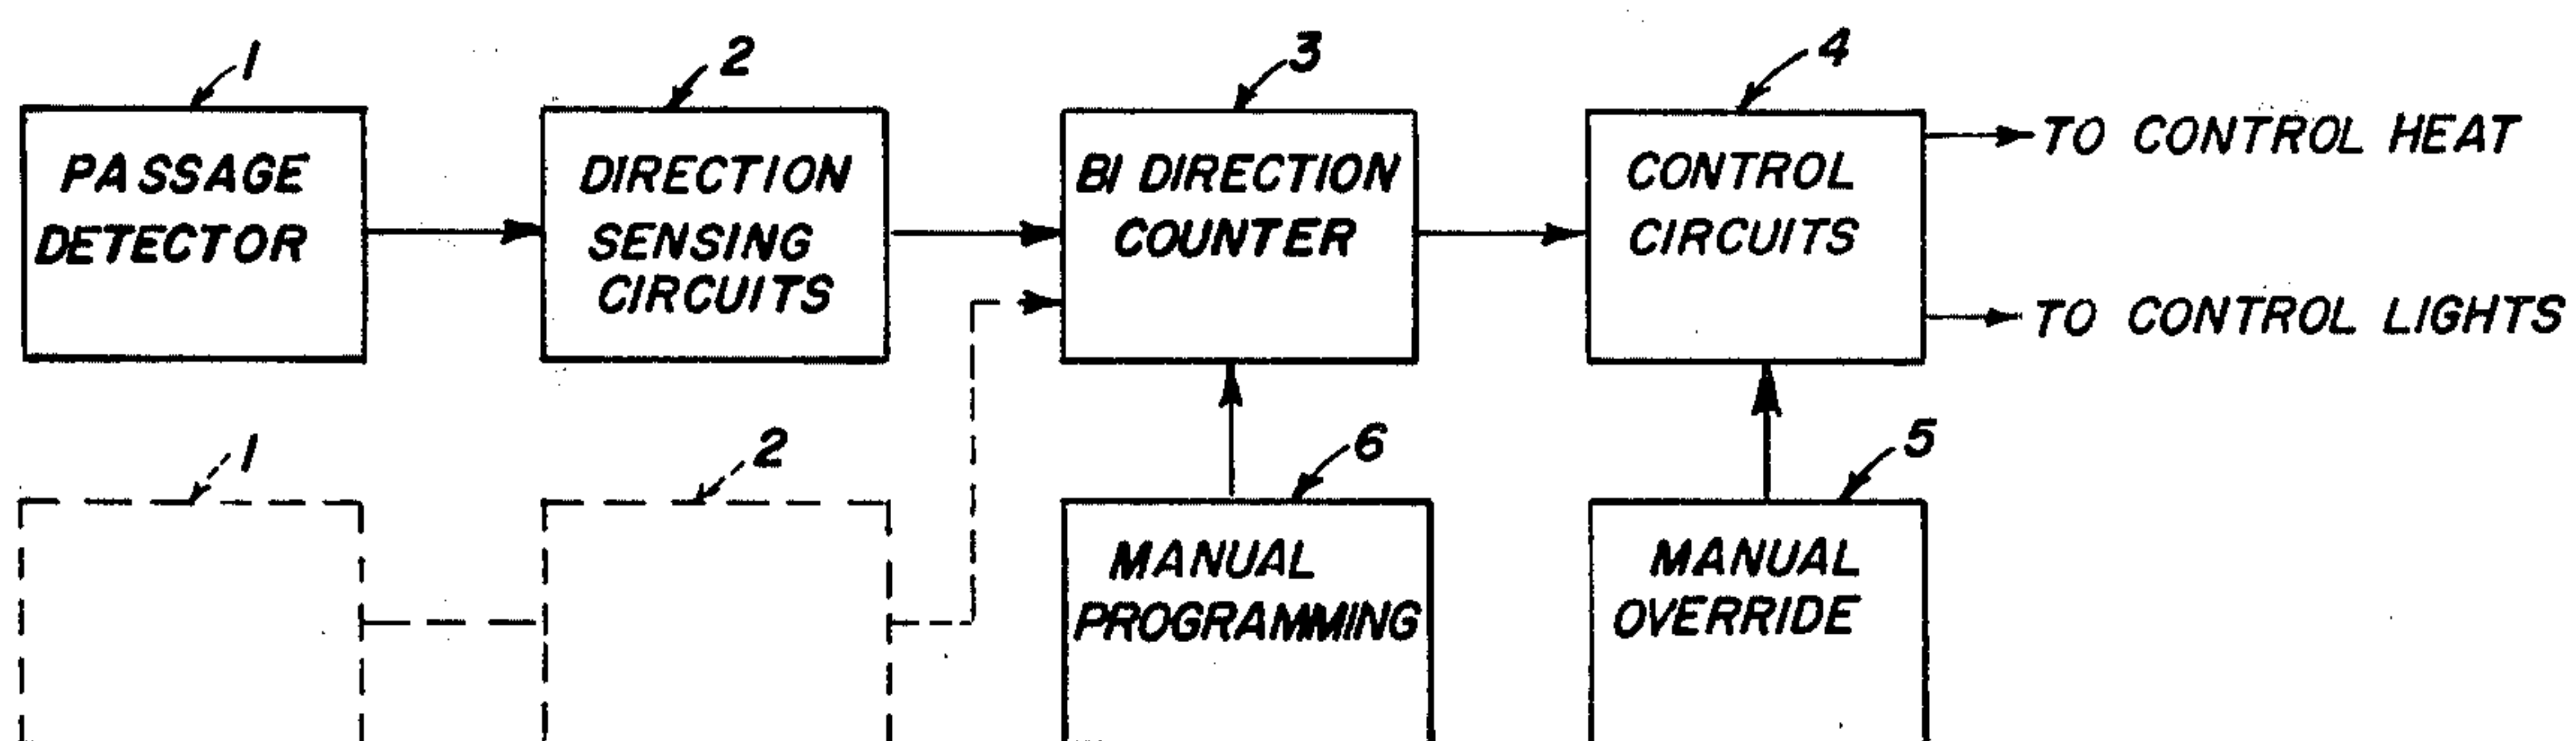 1
2
3
4
PASSAGE
DETECTOR
DIRECTION
SENSING
CIRCUITS
BI DIRECTION
COUNTER
CONTROL
CIRCUITS
TO CONTROL HEAT
TO CONTROL LIGHTS
1
2
6
5
MANUAL
PROGRAMMING
MANUAL
OVERRIDE